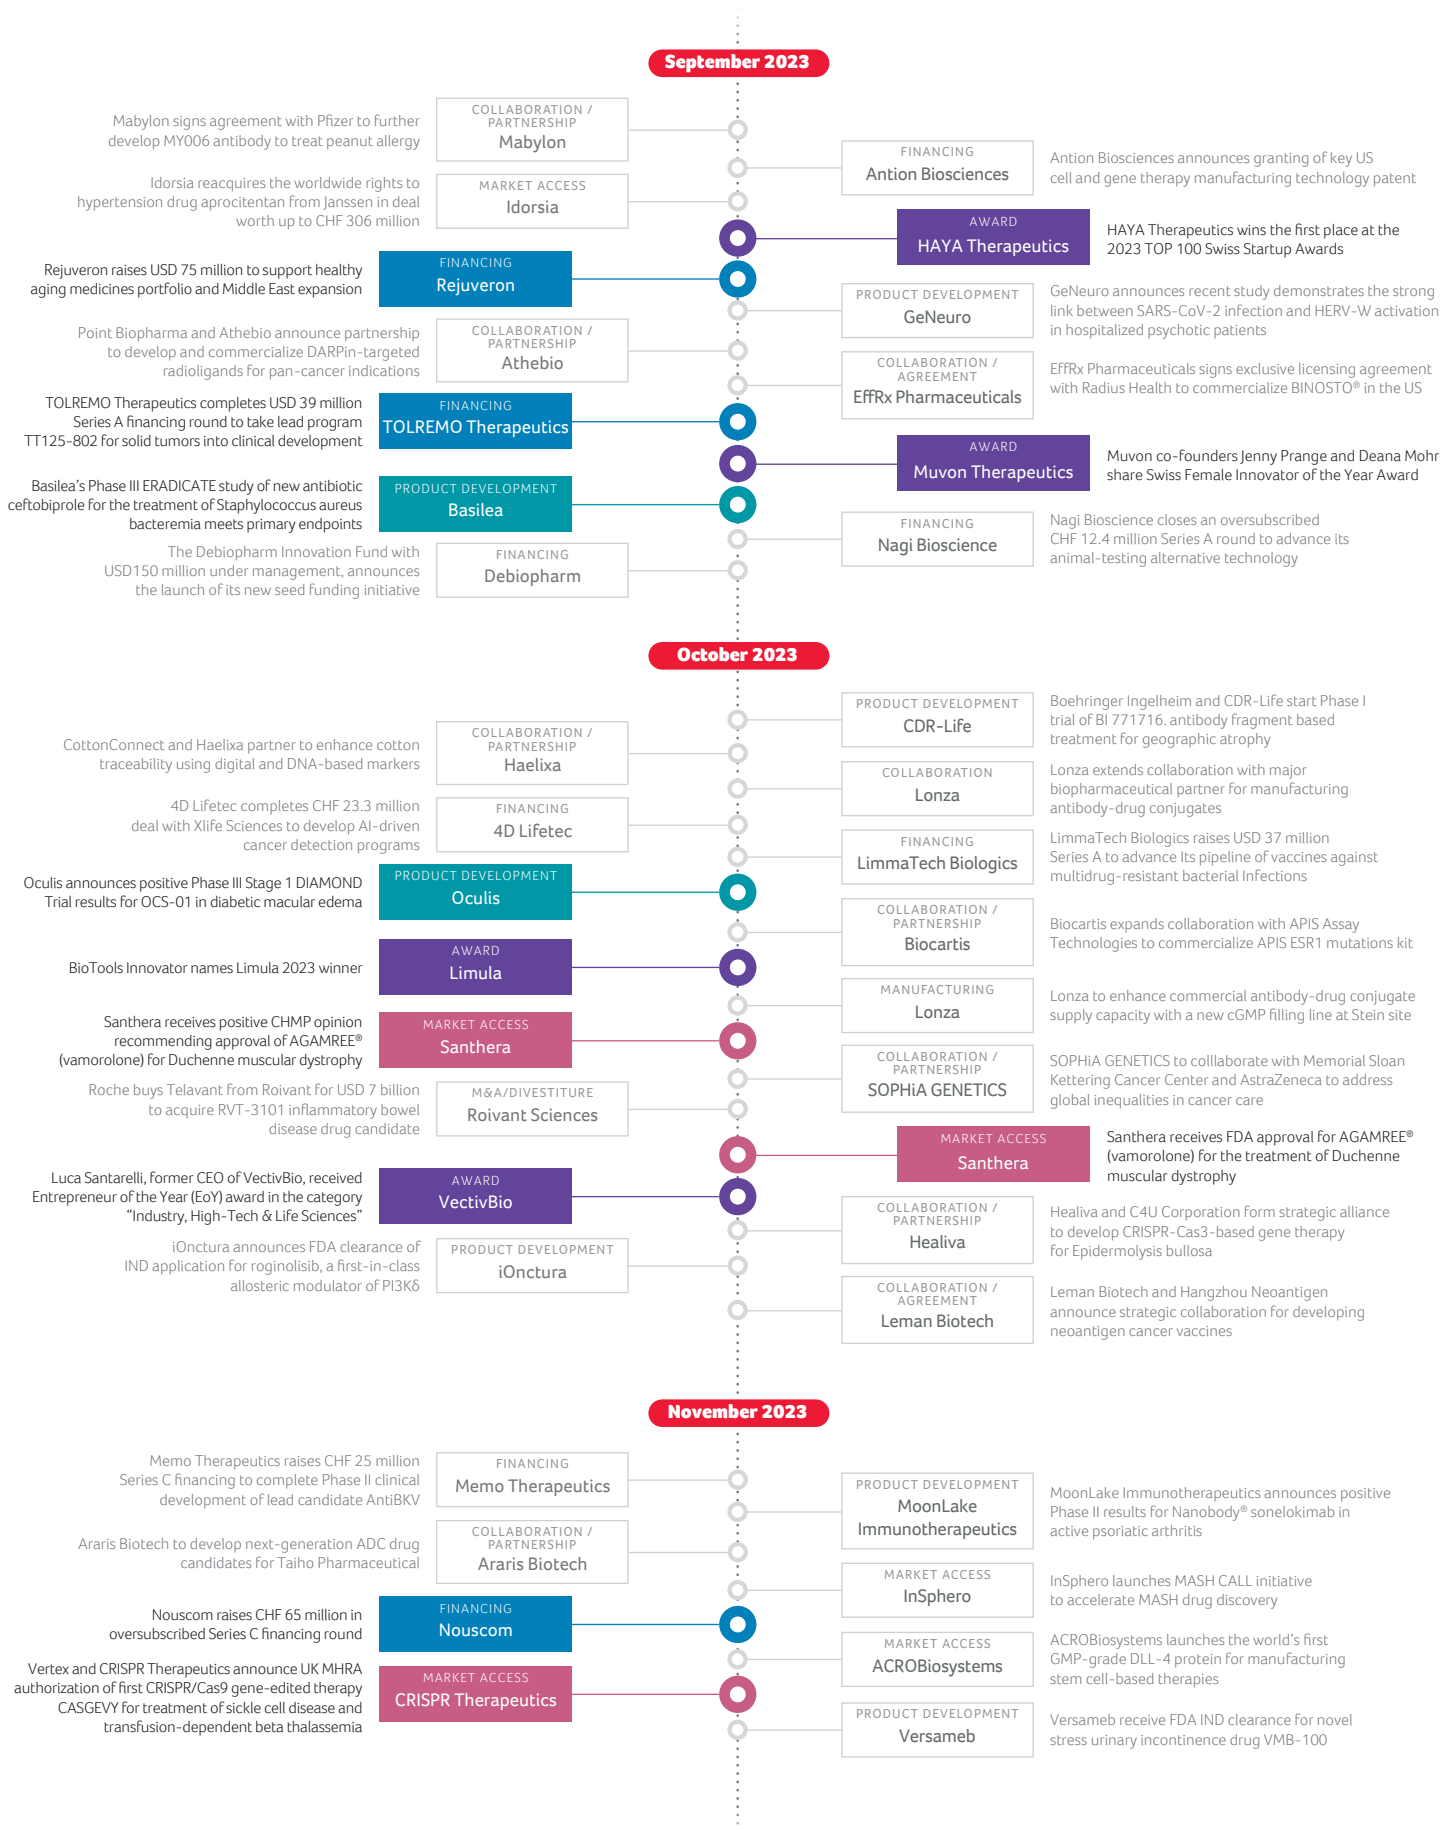 September 2023
COLLABORATION /
PARTNERSHIP
Mabylon
Mabylon signs agreement with Pfizer to further
develop MY006 antibody to treat peanut allergy
FINANCING
Antion Biosciences
Antion Biosciences announces granting of key US
cell and gene therapy manufacturing technology patent
MARKET ACCESS
Idorsia
Idorsia reacquires the worldwide rights to
hypertension drug aprocitentan from Janssen in deal
worth up to CHF 306 million
AWARD
HAYA Therapeutics
HAYA Therapeutics wins the first place at the
2023 TOP 100 Swiss Startup Awards
FINANCING
Rejuveron
Rejuveron raises USD 75 million to support healthy
aging medicines portfolio and Middle East expansion
PRODUCT DEVELOPMENT
GeNeuro
GeNeuro announces recent study demonstrates the strong
link between SARS-CoV-2 infection and HERV-W activation
in hospitalized psychotic patients
COLLABORATION /
PARTNERSHIP
Athebio
Point Biopharma and Athebio announce partnership
to develop and commercialize DARPin-targeted
radioligands for pan-cancer indications
COLLABORATION /
AGREEMENT
EffRx Pharmaceuticals
EffRx Pharmaceuticals signs exclusive licensing agreement
with Radius Health to commercialize BINOSTO® in the US
FINANCING
TOLREMO Therapeutics
TOLREMO Therapeutics completes USD 39 million
Series A financing round to take lead program
TT125-802 for solid tumors into clinical development
AWARD
Muvon Therapeutics
Muvon co-founders Jenny Prange and Deana Mohr
share Swiss Female Innovator of the Year Award
PRODUCT DEVELOPMENT
Basilea
Basilea's Phase III ERADICATE study of new antibiotic
ceftobiprole for the treatment of Staphylococcus aureus
bacteremia meets primary endpoints
FINANCING
Nagi Bioscience
Nagi Bioscience closes an oversubscribed
CHF 12.4 million Series A round to advance its
animal-testing alternative technology
FINANCING
Debiopharm
The Debiopharm Innovation Fund with
USD150 million under management, announces
the launch of its new seed funding initiative
October 2023
PRODUCT DEVELOPMENT
CDR-Life
Boehringer Ingelheim and CDR-Life start Phase I
trial of BI 771716. antibody fragment based
treatment for geographic atrophy
COLLABORATION /
PARTNERSHIP
Haelixa
CottonConnect and Haelixa partner to enhance cotton
traceability using digital and DNA-based markers
COLLABORATION
Lonza
Lonza extends collaboration with major
biopharmaceutical partner for manufacturing
antibody-drug conjugates
FINANCING
4D Lifetec
4D Lifetec completes CHF 23.3 million
deal with Xlife Sciences to develop AI-driven
cancer detection programs
FINANCING
LimmaTech Biologics
LimmaTech Biologics raises USD 37 million
Series A to advance Its pipeline of vaccines against
multidrug-resistant bacterial Infections
PRODUCT DEVELOPMENT
Oculis
Oculis announces positive Phase III Stage 1 DIAMOND
Trial results for OCS-01 in diabetic macular edema
COLLABORATION /
PARTNERSHIP
Biocartis
Biocartis expands collaboration with APIS Assay
Technologies to commercialize APIS ESR1 mutations kit
AWARD
Limula
BioTools Innovator names Limula 2023 winner
MANUFACTURING
Lonza
Lonza to enhance commercial antibody-drug conjugate
supply capacity with a new cGMP filling line at Stein site
MARKET ACCESS
Santhera
Santhera receives positive CHMP opinion
recommending approval of AGAMREE®
(vamorolone) for Duchenne muscular dystrophy
COLLABORATION /
PARTNERSHIP
SOPHiA GENETICS
SOPHiA GENETICS to colllaborate with Memorial Sloan
Kettering Cancer Center and AstraZeneca to address
global inequalities in cancer care
M&A/DIVESTITURE
Roivant Sciences
Roche buys Telavant from Roivant for USD 7 billion
to acquire RVT-3101 inflammatory bowel
disease drug candidate
MARKET ACCESS
Santhera
Santhera receives FDA approval for AGAMREE®
(vamorolone) for the treatment of Duchenne
muscular dystrophy
AWARD
VectivBio
Luca Santarelli, former CEO of VectivBio, received
Entrepreneur of the Year (EoY) award in the category
“Industry, High-Tech & Life Sciences”
COLLABORATION /
PARTNERSHIP
Healiva
Healiva and C4U Corporation form strategic alliance
to develop CRISPR-Cas3-based gene therapy
for Epidermolysis bullosa
PRODUCT DEVELOPMENT
iOnctura
iOnctura announces FDA clearance of
IND application for roginolisib, a first-in-class
allosteric modulator of PI3Kδ
COLLABORATION /
AGREEMENT
Leman Biotech
Leman Biotech and Hangzhou Neoantigen
announce strategic collaboration for developing
neoantigen cancer vaccines
November 2023
FINANCING
Memo Therapeutics
Memo Therapeutics raises CHF 25 million
Series C financing to complete Phase II clinical
development of lead candidate AntiBKV
PRODUCT DEVELOPMENT
MoonLake
Immunotherapeutics
MoonLake Immunotherapeutics announces positive
Phase II results for Nanobody® sonelokimab in
active psoriatic arthritis
COLLABORATION /
PARTNERSHIP
Araris Biotech
Araris Biotech to develop next-generation ADC drug
candidates for Taiho Pharmaceutical
MARKET ACCESS
InSphero
InSphero launches MASH CALL initiative
to accelerate MASH drug discovery
FINANCING
Nouscom
Nouscom raises CHF 65 million in
oversubscribed Series C financing round
MARKET ACCESS
ACROBiosystems
ACROBiosystems launches the world's first
GMP-grade DLL-4 protein for manufacturing
stem cell-based therapies
MARKET ACCESS
CRISPR Therapeutics
Vertex and CRISPR Therapeutics announce UK MHRA
authorization of first CRISPR/Cas9 gene-edited therapy
CASGEVY for treatment of sickle cell disease and
transfusion-dependent beta thalassemia
PRODUCT DEVELOPMENT
Versameb
Versameb receive FDA IND clearance for novel
stress urinary incontinence drug VMB-100